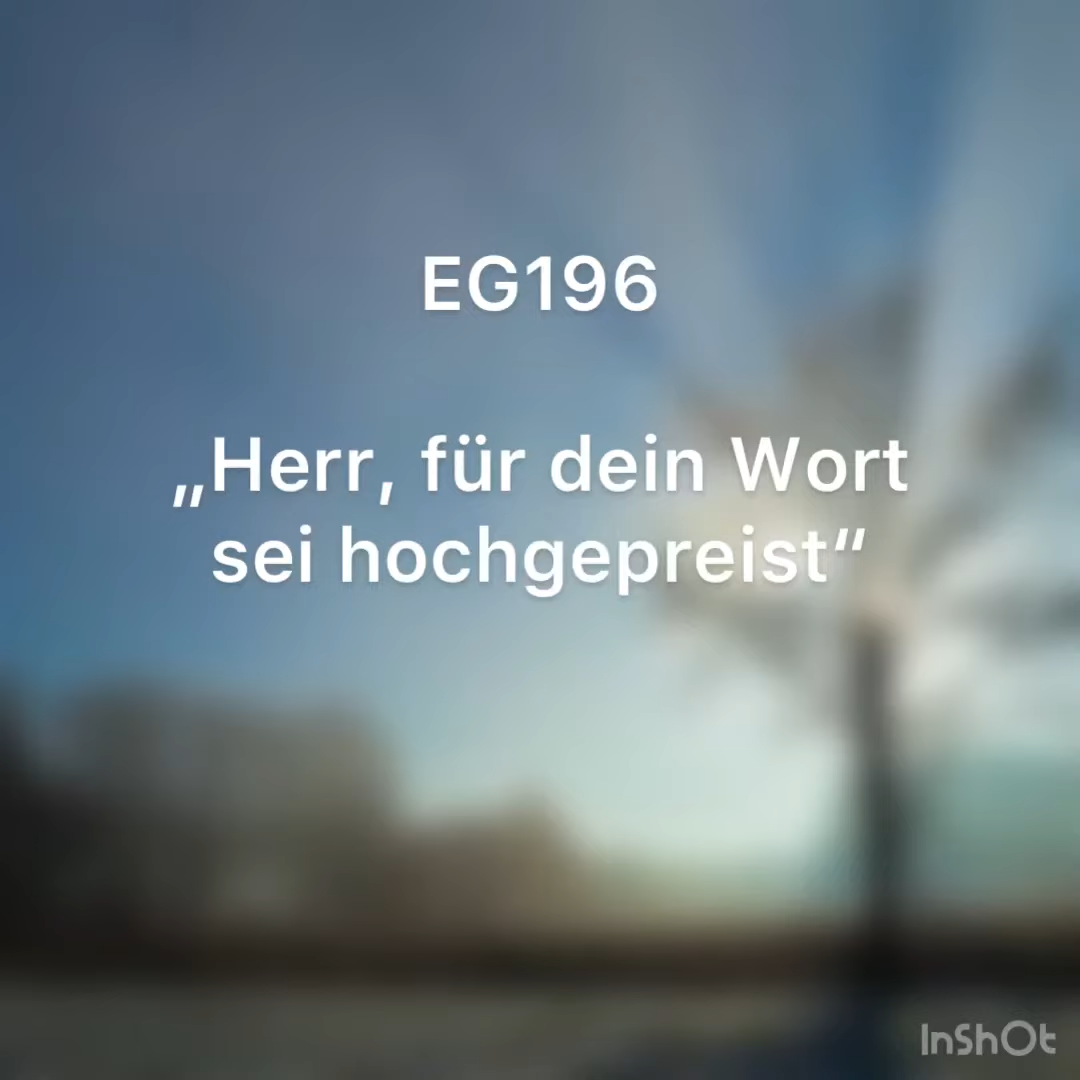 EG196
„Herr, für dein Wort
sei hochgepreist“
InShOt